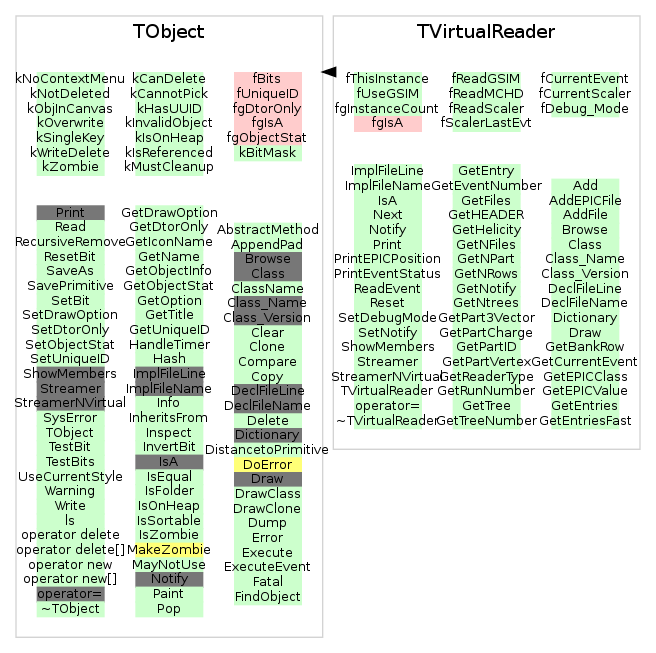 TObject
kNoContextMenu
kNotDeleted
kObjInCanvas
kOverwrite
kSingleKey
kWriteDelete
kZombie
kCanDelete
kCannotPick
kHasUUID
kInvalidObject
kIsOnHeap
kIsReferenced
kMustCleanup
fBits
fUniqueID
fgDtorOnly
fgIsA
fgObjectStat
kBitMask
Print
Read
RecursiveRemove
ResetBit
SaveAs
SavePrimitive
SetBit
SetDrawOption
SetDtorOnly
SetObjectStat
SetUniqueID
ShowMembers
Streamer
StreamerNVirtual
SysError
TObject
TestBit
TestBits
UseCurrentStyle
Warning
Write
ls
operator delete
operator delete[]
operator new
operator new[]
operator=
~TObject
GetDrawOption
GetDtorOnly
GetIconName
GetName
GetObjectInfo
GetObjectStat
GetOption
GetTitle
GetUniqueID
HandleTimer
Hash
ImplFileLine
ImplFileName
Info
InheritsFrom
Inspect
InvertBit
IsA
IsEqual
IsFolder
IsOnHeap
IsSortable
IsZombie
MakeZombie
MayNotUse
Notify
Paint
Pop
AbstractMethod
AppendPad
Browse
Class
ClassName
Class_Name
Class_Version
Clear
Clone
Compare
Copy
DeclFileLine
DeclFileName
Delete
Dictionary
DistancetoPrimitive
DoError
Draw
DrawClass
DrawClone
Dump
Error
Execute
ExecuteEvent
Fatal
FindObject
TVirtualReader
fThisInstance
fUseGSIM
fgInstanceCount
fgIsA
fReadGSIM
fReadMCHD
fReadScaler
fScalerLastEvt
fCurrentEvent
fCurrentScaler
fDebug_Mode
ImplFileLine
ImplFileName
IsA
Next
Notify
Print
PrintEPICPosition
PrintEventStatus
ReadEvent
Reset
SetDebugMode
SetNotify
ShowMembers
Streamer
StreamerNVirtual
TVirtualReader
operator=
~TVirtualReader
GetEntry
GetEventNumber
GetFiles
GetHEADER
GetHelicity
GetNFiles
GetNPart
GetNRows
GetNotify
GetNtrees
GetPart3Vector
GetPartCharge
GetPartID
GetPartVertex
GetReaderType
GetRunNumber
GetTree
GetTreeNumber
Add
AddEPICFile
AddFile
Browse
Class
Class_Name
Class_Version
DeclFileLine
DeclFileName
Dictionary
Draw
GetBankRow
GetCurrentEvent
GetEPICClass
GetEPICValue
GetEntries
GetEntriesFast